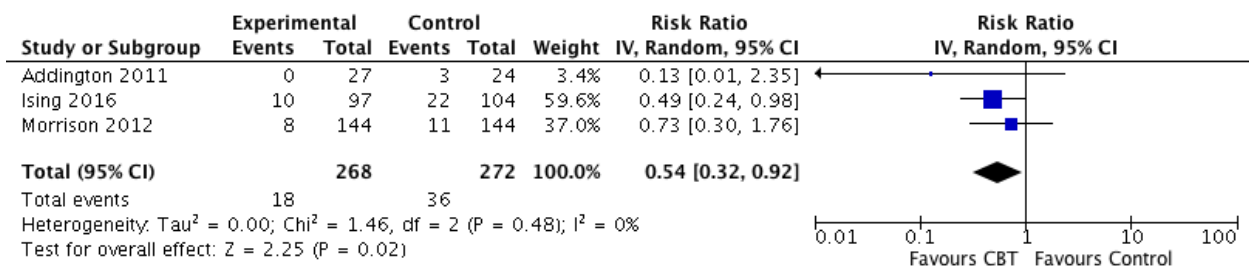 Experimental Control Risk Ratio Risk Ratio
Study or Subgroup Events Total Events Total Weight IV, Random, 95% CI IV, Random, 95% CI
Addington 2011 0 27 3 24 3.4% 0.13 [0.01, 2.35]
Ising 2016 10 97 22 104 59.6% 0.49 [0.24, 0.98]
Morrison 2012 8 144 11 144 37.0% 0.73 [0.30, 1.76]
Total (95% CI) 268 272 100.0% 0.54 [0.32, 0.92]
Total events 18 36
Heterogeneity: Tau² = 0.00; Chi² = 1.46, df = 2 (P = 0.48); I² = 0%
Test for overall effect: Z = 2.25 (P = 0.02)
0.01 0.1 1 10 100
Favours CBT Favours Control